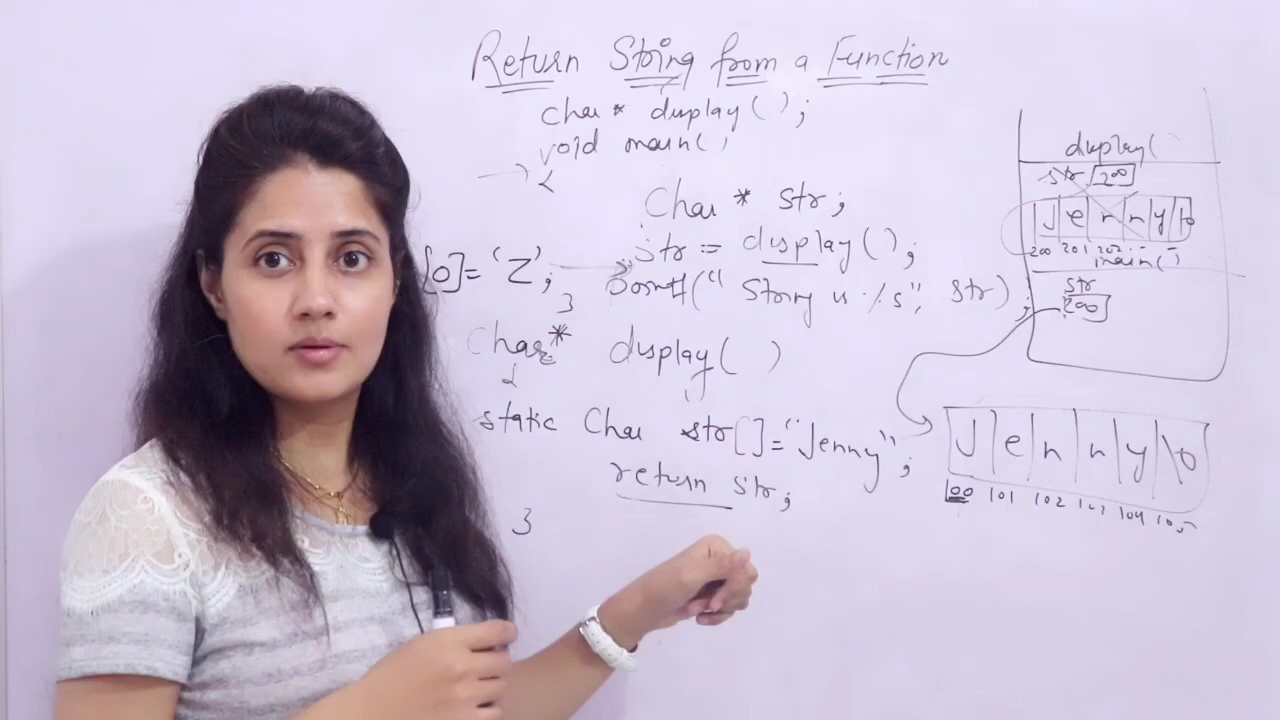 Return String from a Function
char* display();
void main()
{
Char * str;
str = display();
[0]='Z';
printf("String is %s", str);
}
Char* display( )
{
static Char str[]="Jenny";
return str;
}
display(
str 200
J e n n y \0
200 201 202
main()
str
200
J e n n y \0
100 101 102 103 104 105